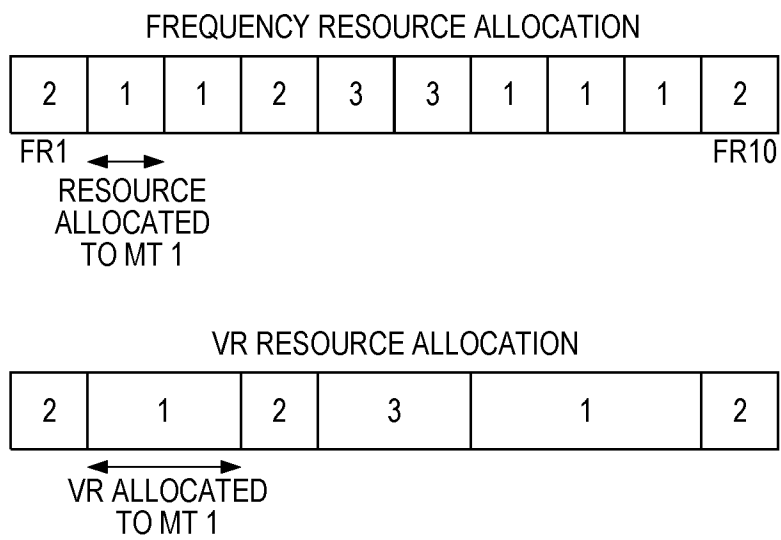 FREQUENCY RESOURCE ALLOCATION
2 1 1 2 3 3 1 1 1 2
FR1 FR10
RESOURCE
ALLOCATED
TO MT 1
VR RESOURCE ALLOCATION
2 1 2 3 1 2
VR ALLOCATED
TO MT 1